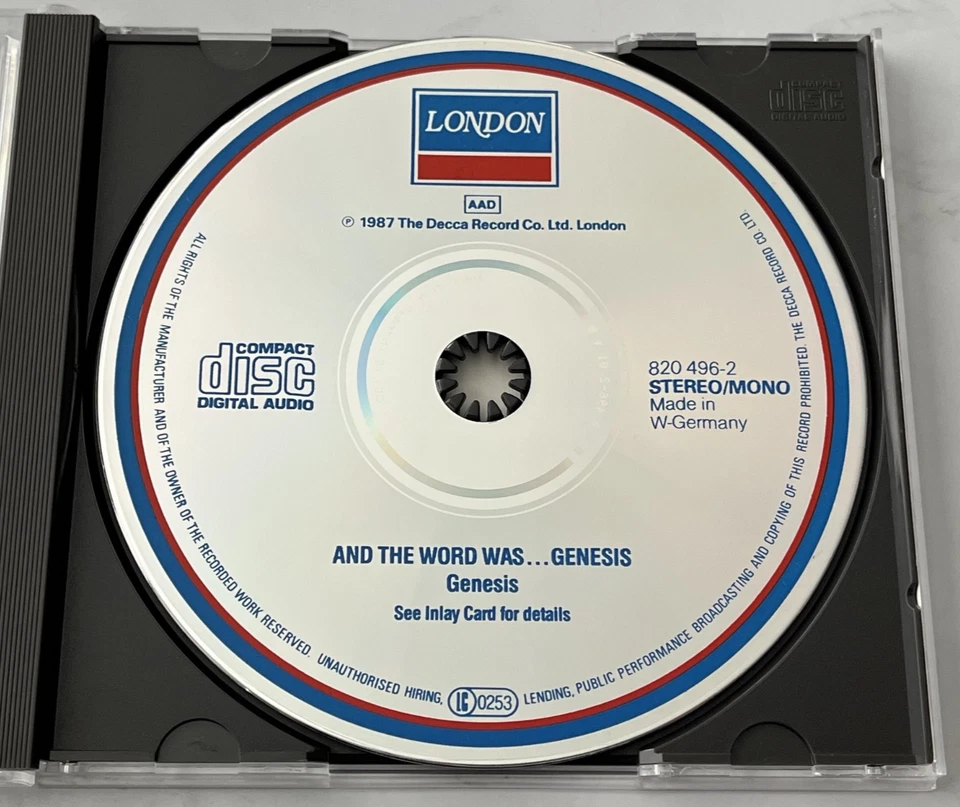 COMPACT
disc
DIGITAL AUDIO
LONDON
AAD
℗ 1987 The Decca Record Co. Ltd. London
COMPACT
disc
DIGITAL AUDIO
820 496-2
STEREO/MONO
Made in
W-Germany
AND THE WORD WAS...GENESIS
Genesis
See Inlay Card for details
ALL RIGHTS OF THE MANUFACTURER AND OF THE OWNER OF THE RECORDED WORK RESERVED. UNAUTHORISED HIRING, LC 0253 LENDING, PUBLIC PERFORMANCE BROADCASTING AND COPYING OF THIS RECORD PROHIBITED. THE DECCA RECORD CO. LTD.